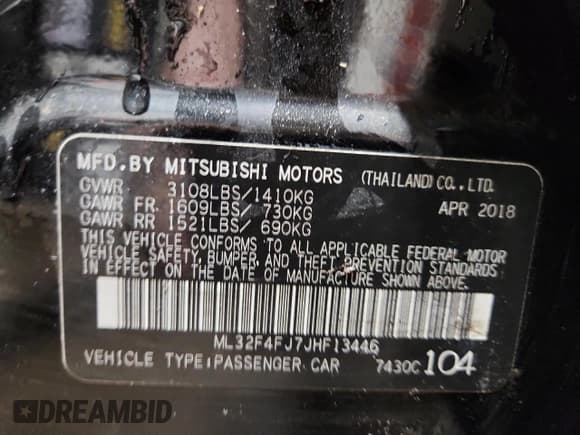 MFD.BY MITSUBISHI MOTORS (THAILAND)CO.,LTD.
GVWR 3108LBS/1410KG APR 2018
GAWR FR 1609LBS/ 730KG
GAWR RR 1521LBS/ 690KG
THIS VEHICLE CONFORMS TO ALL APPLICABLE FEDERAL MOTOR
VEHICLE SAFETY, BUMPER, AND THEFT PREVENTION STANDARDS
IN EFFECT ON THE DATE OF MANUFACTURE SHOWN ABOVE.
ML32F4FJ7JHF13446
VEHICLE TYPE:PASSENGER CAR 7430C 104
DREAMBID